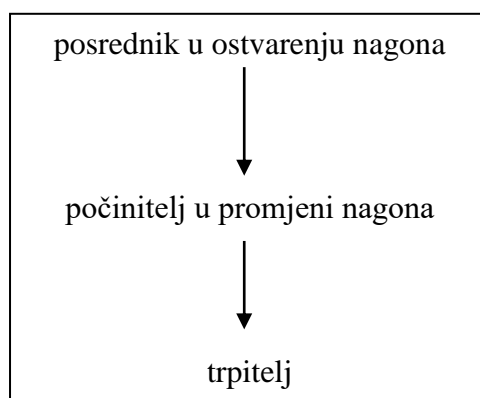 posrednik u ostvarenju nagona
počinitelj u promjeni nagona
trpitelj